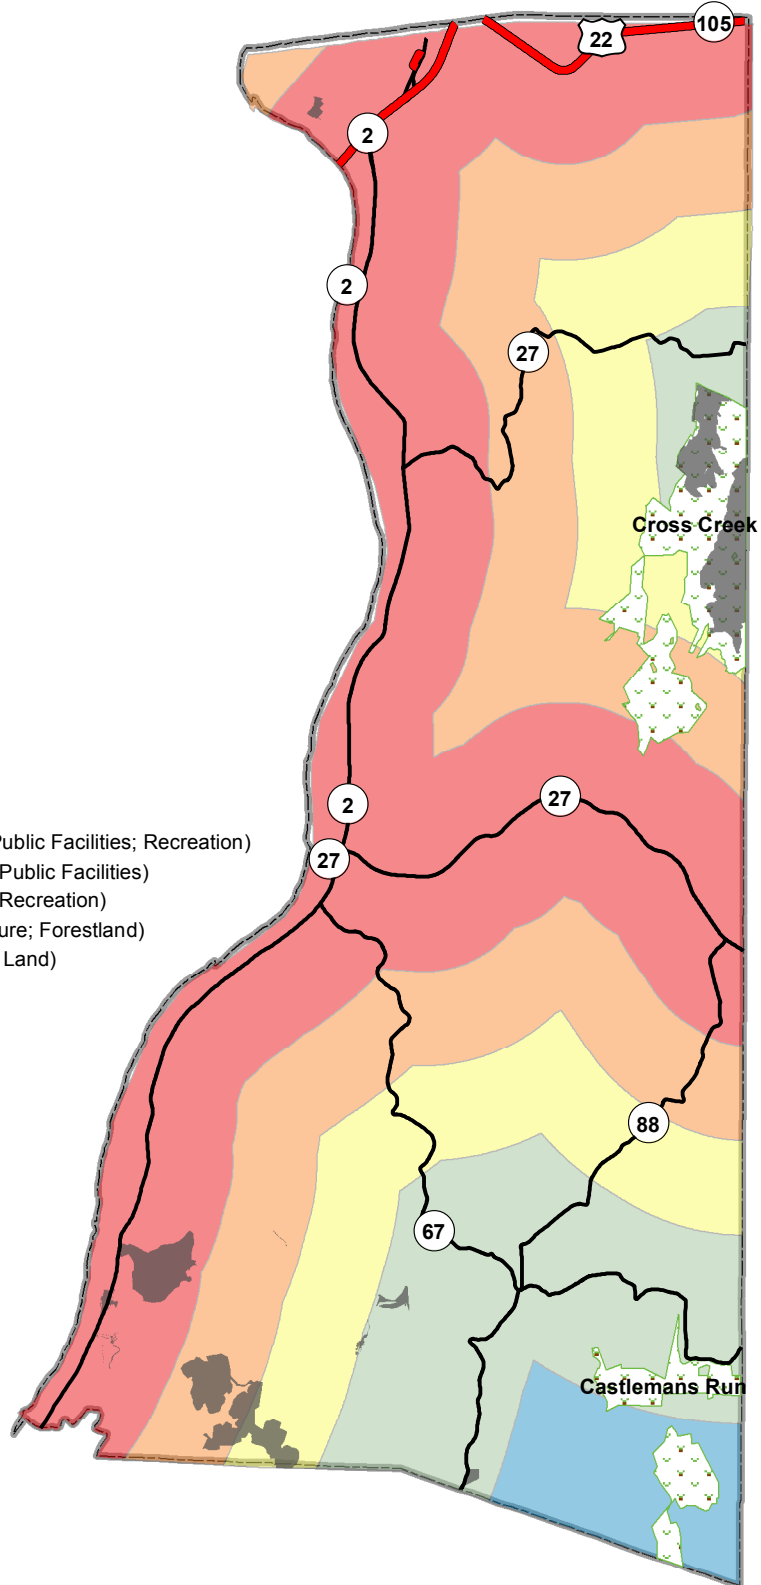 105
22
2
2
27
Cross Creek
27
2
27
Public Facilities; Recreation)
Public Facilities)
Recreation)
ure; Forestland)
Land)
88
67
Castlemans Run